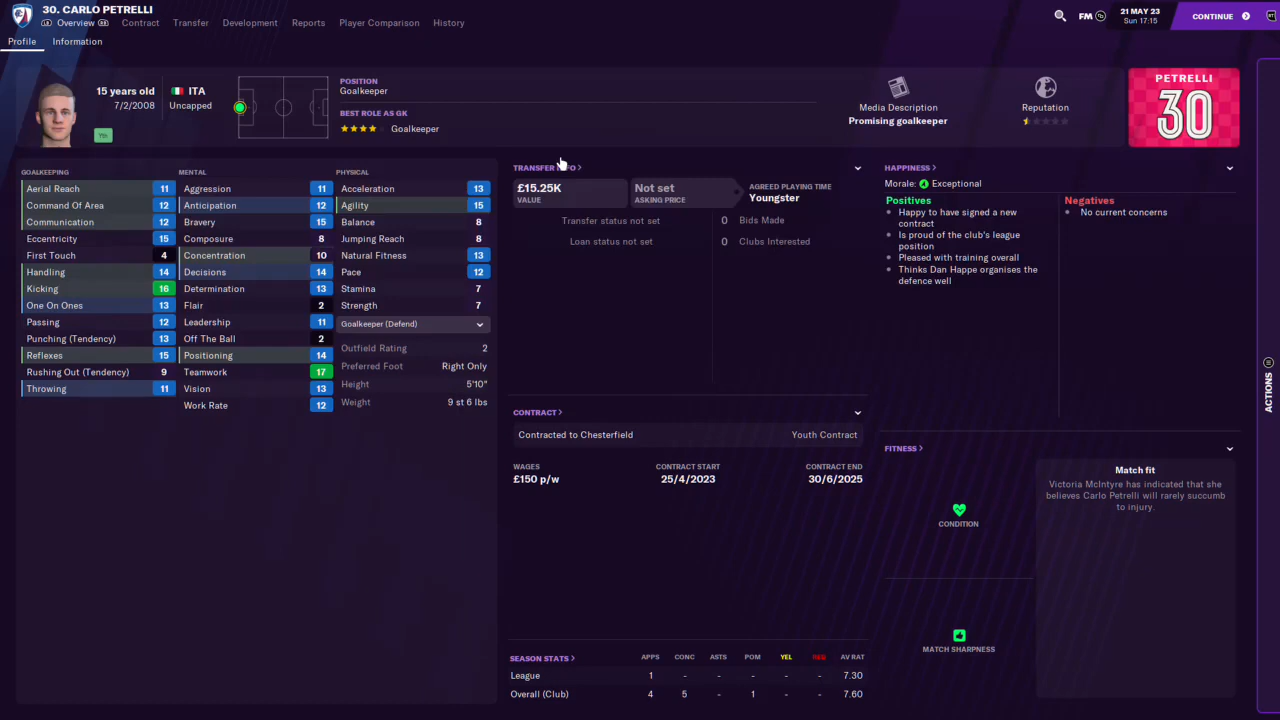 30. CARLO PETRELLI
Overview Contract Transfer Development Reports Player Comparison History
FM
21 MAY 23
Sun 17:15
CONTINUE
Profile Information
15 years old
7/2/2008
ITA
Uncapped
Yth
POSITION
Goalkeeper
BEST ROLE AS GK
Goalkeeper
Media Description
Promising goalkeeper
Reputation
PETRELLI
30
GOALKEEPING
Aerial Reach 11
Command Of Area 12
Communication 12
Eccentricity 15
First Touch 4
Handling 14
Kicking 16
One On Ones 13
Passing 12
Punching (Tendency) 13
Reflexes 15
Rushing Out (Tendency) 9
Throwing 11
MENTAL
Aggression 11
Anticipation 12
Bravery 15
Composure 8
Concentration 10
Decisions 14
Determination 13
Flair 2
Leadership 11
Off The Ball 2
Positioning 14
Teamwork 17
Vision 13
Work Rate 12
PHYSICAL
Acceleration 13
Agility 15
Balance 8
Jumping Reach 8
Natural Fitness 13
Pace 12
Stamina 7
Strength 7
Goalkeeper (Defend)
Outfield Rating 2
Preferred Foot Right Only
Height 5'10"
Weight 9 st 6 lbs
TRANSFER INFO
£15.25K
VALUE
Not set
ASKING PRICE
AGREED PLAYING TIME
Youngster
Transfer status not set
Loan status not set
0 Bids Made
0 Clubs Interested
CONTRACT
Contracted to Chesterfield Youth Contract
WAGES
£150 p/w
CONTRACT START
25/4/2023
CONTRACT END
30/6/2025
SEASON STATS APPS CONC ASTS POM YEL RED AV RAT
League 1 - - - - - 7.30
Overall (Club) 4 5 - 1 - - 7.60
HAPPINESS
Morale: Exceptional
Positives
Happy to have signed a new
contract
Is proud of the club's league
position
Pleased with training overall
Thinks Dan Happe organises the
defence well
Negatives
No current concerns
FITNESS
CONDITION
MATCH SHARPNESS
Match fit
Victoria McIntyre has indicated that she
believes Carlo Petrelli will rarely succumb
to injury.
ACTIONS